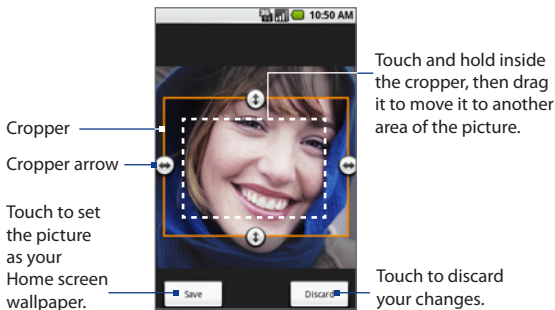 10:50 AM
Touch and hold inside
the cropper, then drag
it to move it to another
area of the picture.
Cropper
Cropper arrow
Touch to set
the picture
as your
Home screen
wallpaper.
Save
Discard
Touch to discard
your changes.